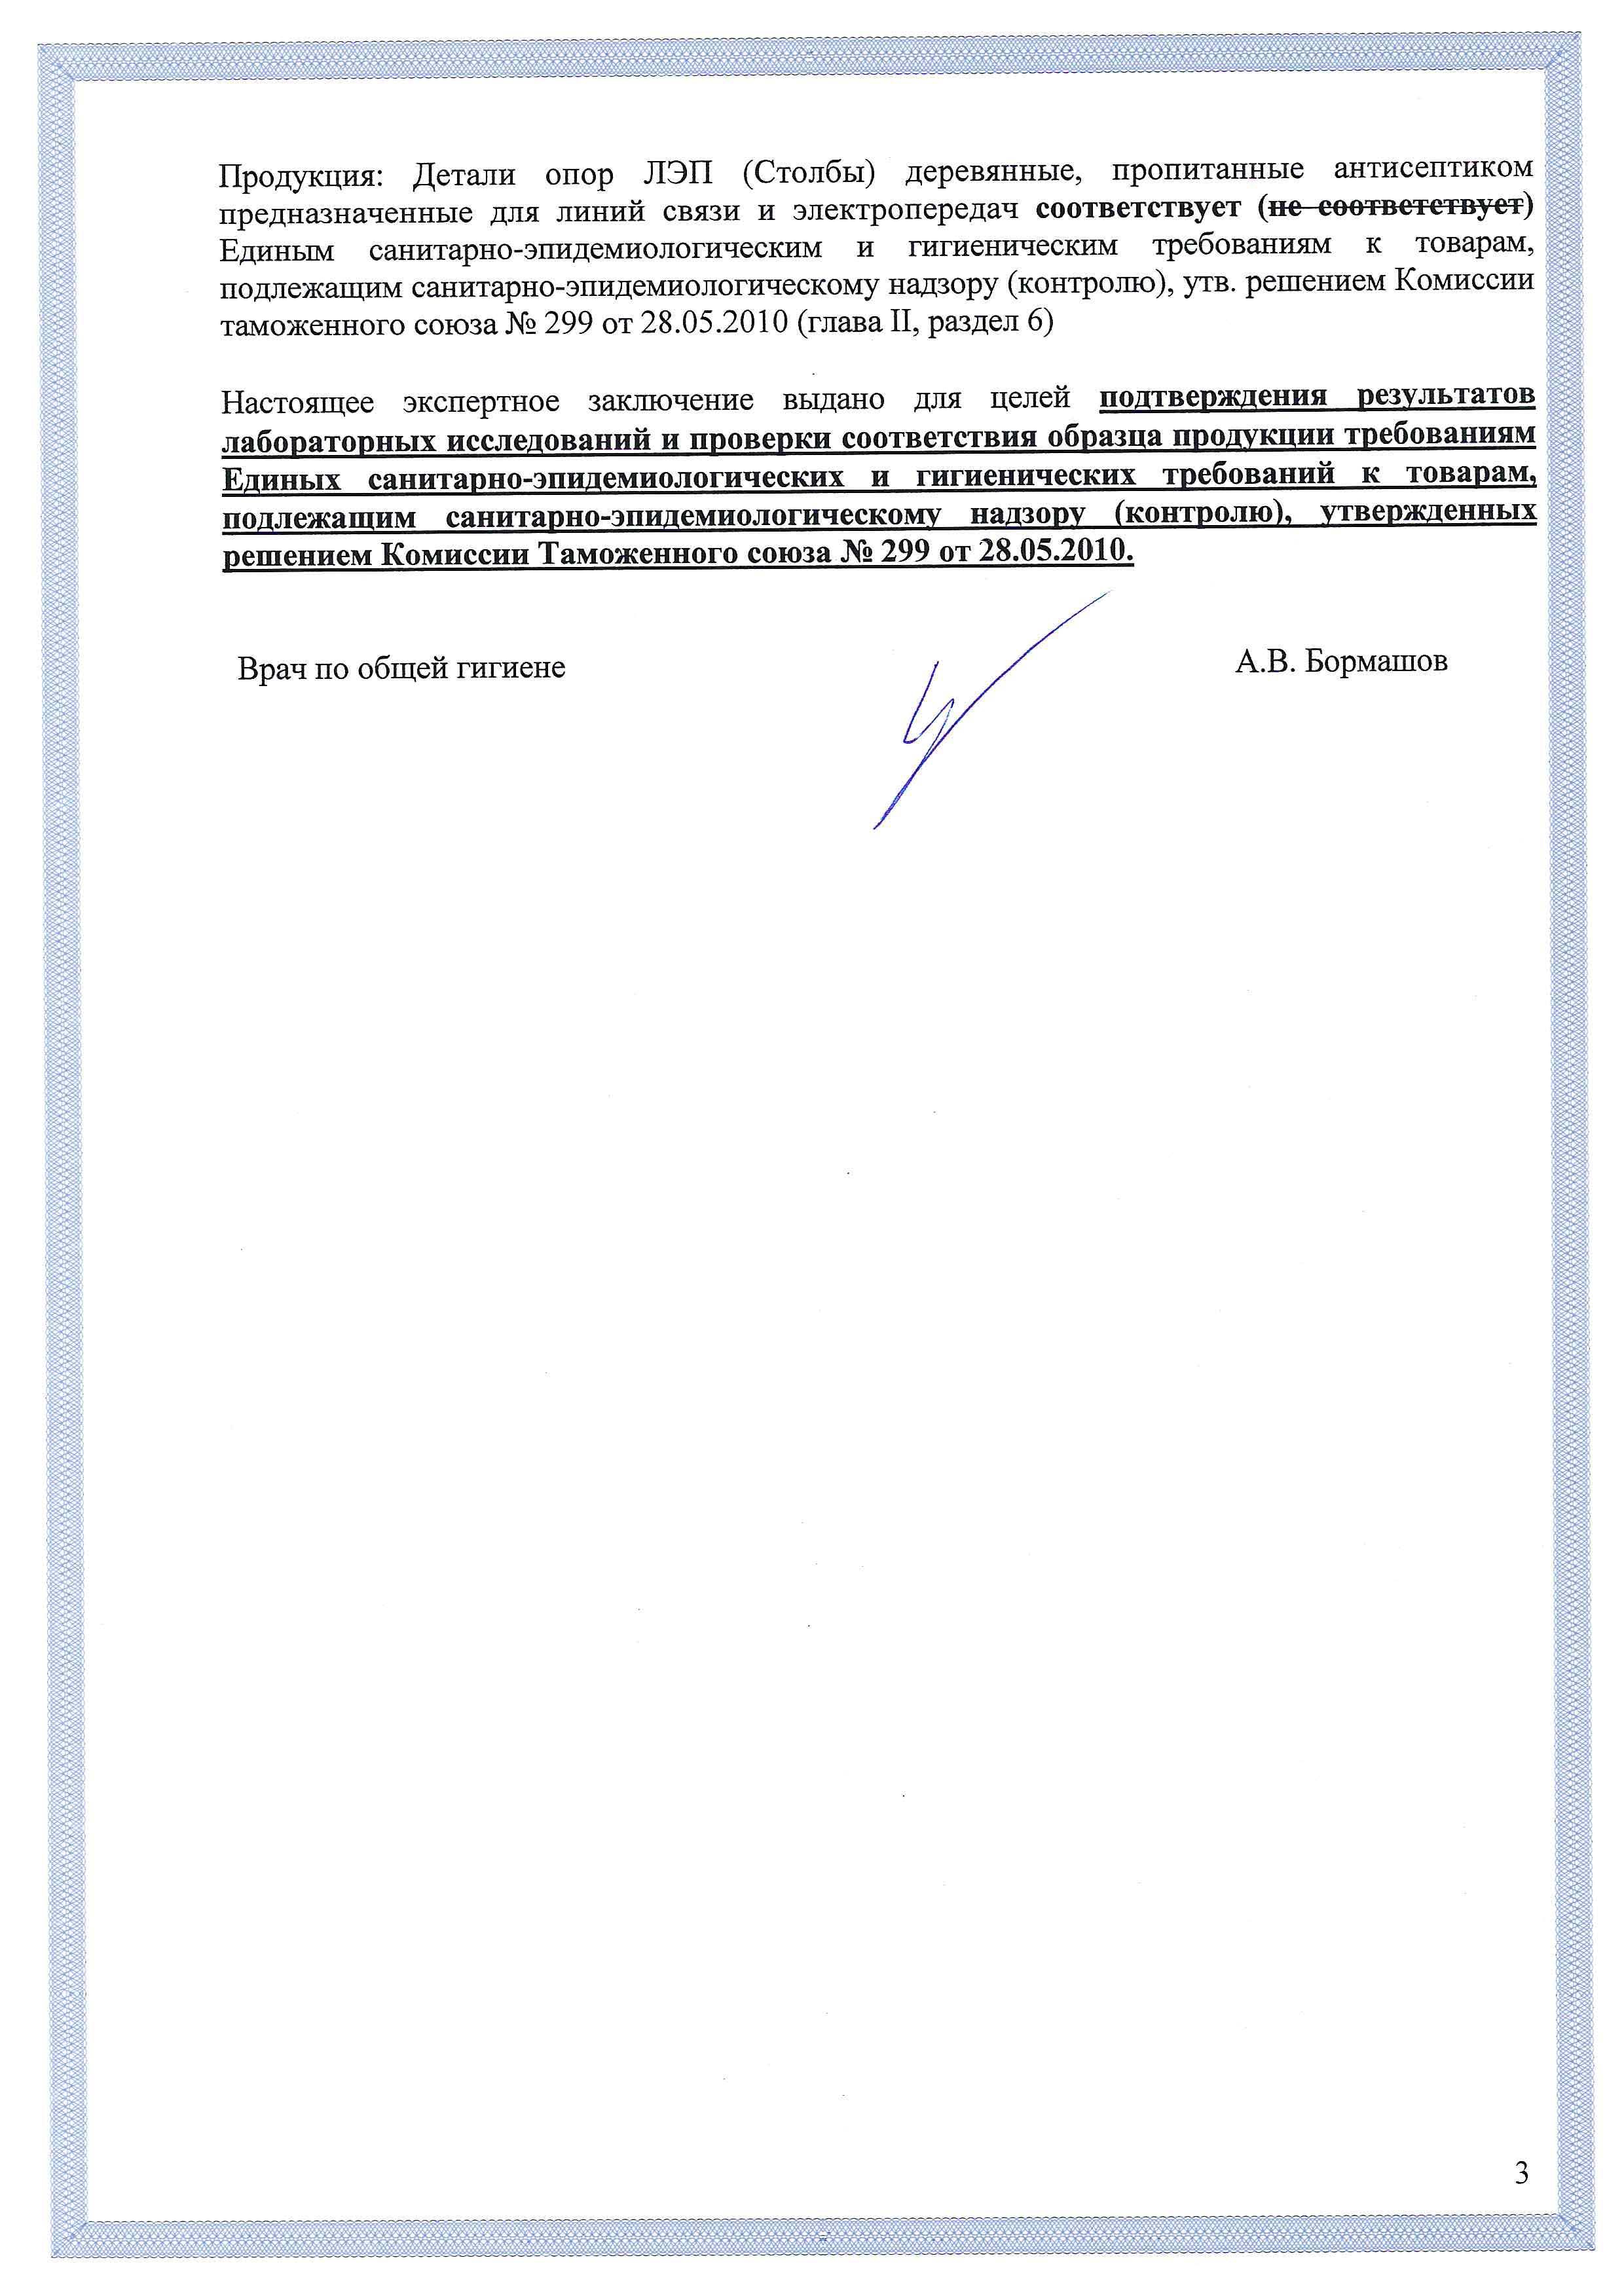 Продукция: Детали опор ЛЭП (Столбы) деревянные, пропитанные антисептиком
предназначенные для линий связи и электропередач соответствует (не соответствует)
Единым санитарно-эпидемиологическим и гигиеническим требованиям к товарам,
подлежащим санитарно-эпидемиологическому надзору (контролю), утв. решением Комиссии
таможенного союза № 299 от 28.05.2010 (глава II, раздел 6)
Настоящее экспертное заключение выдано для целей подтверждения результатов
лабораторных исследований и проверки соответствия образца продукции требованиям
Единых санитарно-эпидемиологических и гигиенических требований к товарам,
подлежащим санитарно-эпидемиологическому надзору (контролю), утвержденных
решением Комиссии Таможенного союза № 299 от 28.05.2010.
Врач по общей гигиене А.В. Бормашов
3